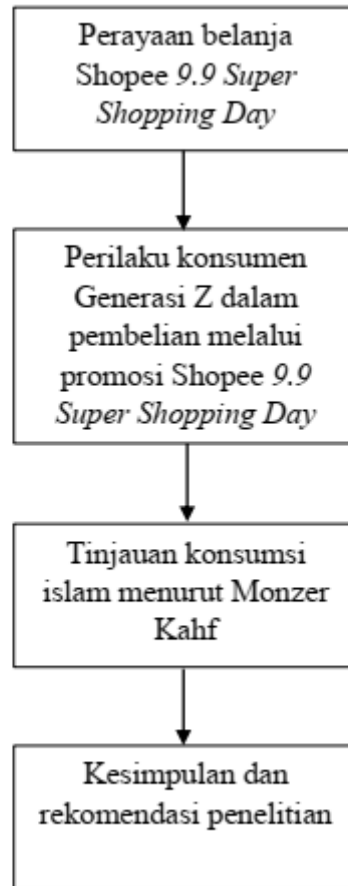 Perayaan belanja
Shopee 9.9 Super
Shopping Day
Perilaku konsumen
Generasi Z dalam
pembelian melalui
promosi Shopee 9.9
Super Shopping Day
Tinjauan konsumsi
islam menurut Monzer
Kahf
Kesimpulan dan
rekomendasi penelitian